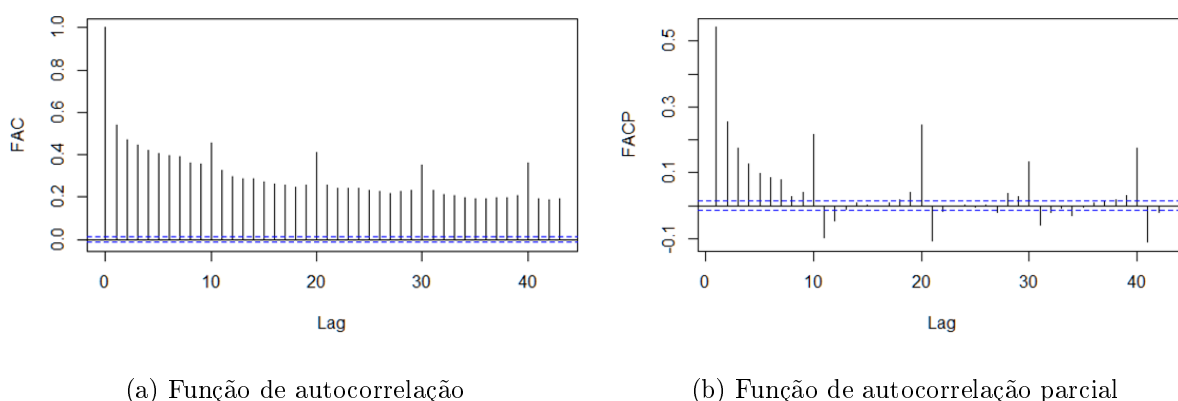 FAC
1.0
0.8
0.6
0.4
0.2
0.0
0 10 20 30 40
Lag
(a) Função de autocorrelação
FACP
0.5
0.3
0.1
-0.1
0 10 20 30 40
Lag
(b) Função de autocorrelação parcial